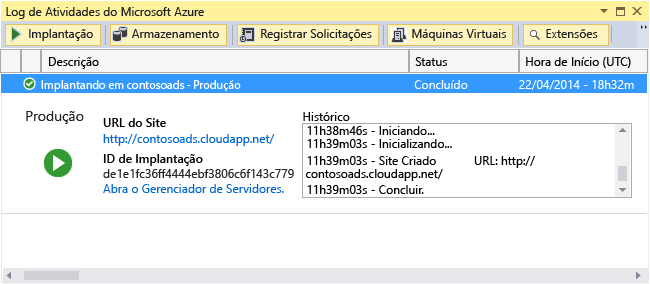 Log de Atividades do Microsoft Azure
Implantação Armazenamento Registrar Solicitações Máquinas Virtuais Extensões
Descrição Status Hora de Início (UTC)
Implantando em contosoads - Produção Concluído 22/04/2014 - 18h32m
Produção
URL do Site
http://contosoads.cloudapp.net/
ID de Implantação
de1e1fc36ff4444ebf3806c6f143c779
Abra o Gerenciador de Servidores.
Histórico
11h38m46s - Iniciando...
11h39m03s - Inicializando...
11h39m03s - Site Criado URL: http://
contosoads.cloudapp.net/
11h39m03s - Concluir.